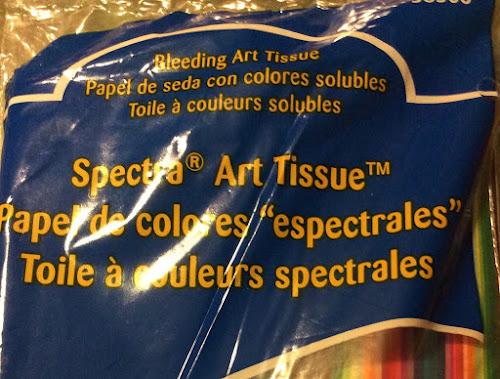 Bleeding Art Tissue
Papel de seda con colores solubles
Toile à couleurs solubles
Spectra® Art Tissue™
Papel de colores “espectrales”
Toile à couleurs spectrales